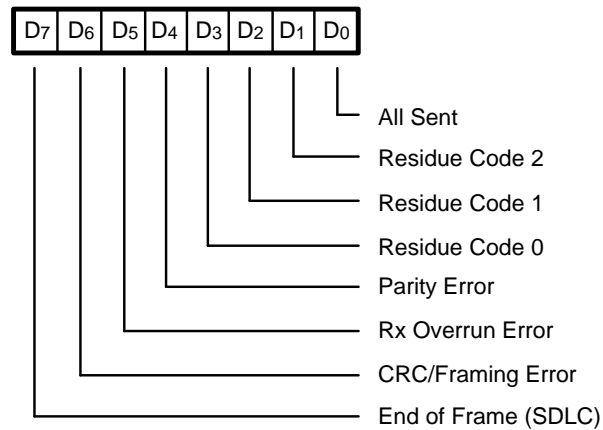 D7 D6 D5 D4 D3 D2 D1 D0
All Sent
Residue Code 2
Residue Code 1
Residue Code 0
Parity Error
Rx Overrun Error
CRC/Framing Error
End of Frame (SDLC)